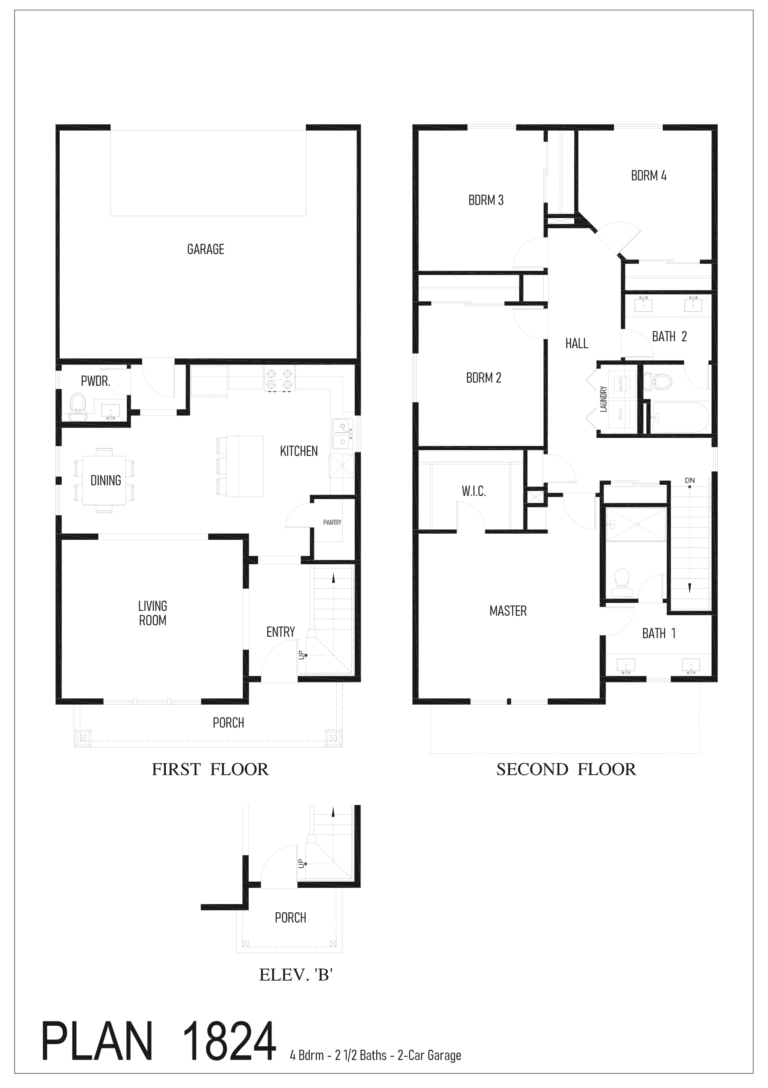 GARAGE
PWDR.
KITCHEN
DINING
PANTRY
LIVING
ROOM
ENTRY
UP
PORCH
FIRST FLOOR
BDRM 3
BDRM 4
HALL
BATH 2
BDRM 2
LAUNDRY
W.I.C.
DN
MASTER
BATH 1
SECOND FLOOR
UP
PORCH
ELEV. 'B'
PLAN 1824
4 Bdrm - 2 1/2 Baths - 2-Car Garage